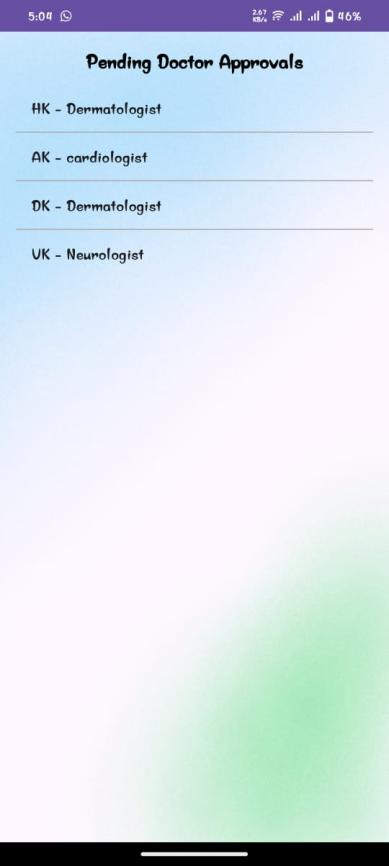 5:04 2.67 KB/s 46%
Pending Doctor Approvals
HK - Dermatologist
AK - cardiologist
DK - Dermatologist
VK - Neurologist